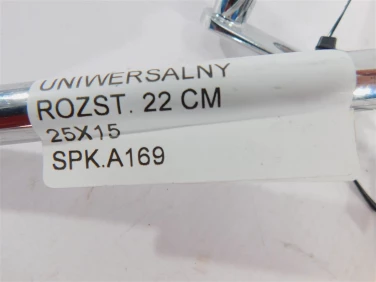 UNIWERSALNY
ROZST. 22 CM
25X15
SPK.A169